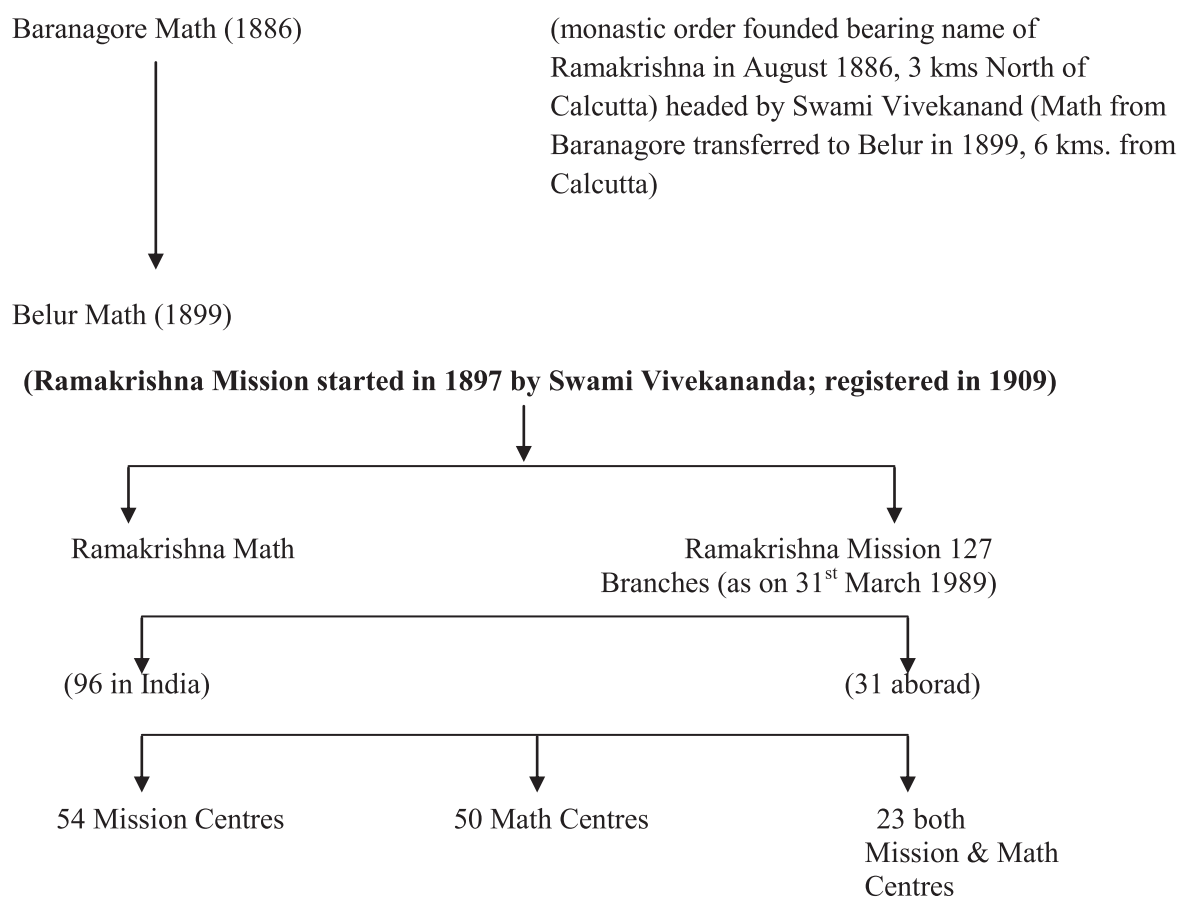 Baranagore Math (1886)
(monastic order founded bearing name of
Ramakrishna in August 1886, 3 kms North of
Calcutta) headed by Swami Vivekanand (Math from
Baranagore transferred to Belur in 1899, 6 kms. from
Calcutta)
Belur Math (1899)
(Ramakrishna Mission started in 1897 by Swami Vivekananda; registered in 1909)
Ramakrishna Math
Ramakrishna Mission 127
Branches (as on 31st March 1989)
(96 in India)
(31 aborad)
54 Mission Centres
50 Math Centres
23 both
Mission & Math
Centres